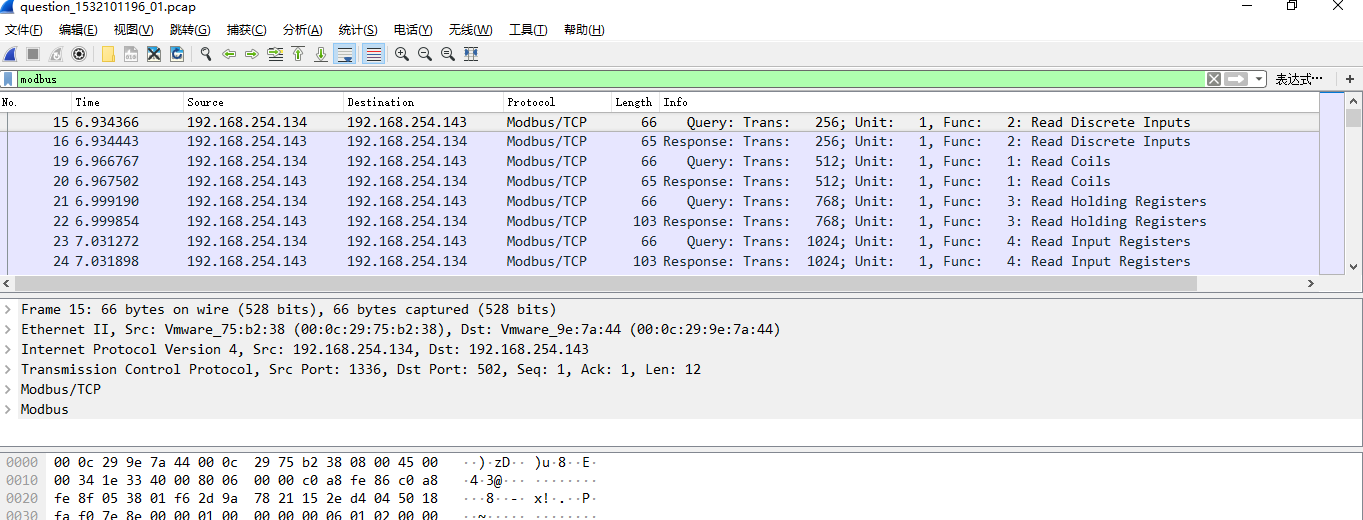 question_1532101196_01.pcap
文件(F) 编辑(E) 视图(V) 跳转(G) 捕获(C) 分析(A) 统计(S) 电话(Y) 无线(W) 工具(T) 帮助(H)
modbus 表达式… +
No. Time Source Destination Protocol Length Info
15 6.934366 192.168.254.134 192.168.254.143 Modbus/TCP 66 Query: Trans: 256; Unit: 1, Func: 2: Read Discrete Inputs
16 6.934443 192.168.254.143 192.168.254.134 Modbus/TCP 65 Response: Trans: 256; Unit: 1, Func: 2: Read Discrete Inputs
19 6.966767 192.168.254.134 192.168.254.143 Modbus/TCP 66 Query: Trans: 512; Unit: 1, Func: 1: Read Coils
20 6.967502 192.168.254.143 192.168.254.134 Modbus/TCP 65 Response: Trans: 512; Unit: 1, Func: 1: Read Coils
21 6.999190 192.168.254.134 192.168.254.143 Modbus/TCP 66 Query: Trans: 768; Unit: 1, Func: 3: Read Holding Registers
22 6.999854 192.168.254.143 192.168.254.134 Modbus/TCP 103 Response: Trans: 768; Unit: 1, Func: 3: Read Holding Registers
23 7.031272 192.168.254.134 192.168.254.143 Modbus/TCP 66 Query: Trans: 1024; Unit: 1, Func: 4: Read Input Registers
24 7.031898 192.168.254.143 192.168.254.134 Modbus/TCP 103 Response: Trans: 1024; Unit: 1, Func: 4: Read Input Registers
Frame 15: 66 bytes on wire (528 bits), 66 bytes captured (528 bits)
Ethernet II, Src: Vmware_75:b2:38 (00:0c:29:75:b2:38), Dst: Vmware_9e:7a:44 (00:0c:29:9e:7a:44)
Internet Protocol Version 4, Src: 192.168.254.134, Dst: 192.168.254.143
Transmission Control Protocol, Src Port: 1336, Dst Port: 502, Seq: 1, Ack: 1, Len: 12
Modbus/TCP
Modbus
0000 00 0c 29 9e 7a 44 00 0c 29 75 b2 38 08 00 45 00 ··)·zD·· )u·8··E·
0010 00 34 1e 33 40 00 80 06 00 00 c0 a8 fe 86 c0 a8 ·4·3@··· ········
0020 fe 8f 05 38 01 f6 2d 9a 78 21 15 2e d4 04 50 18 ···8··-· x!·.··P·
0030 fa f0 7e 8e 00 00 01 00 00 00 00 06 01 02 00 00 ··~····· ········